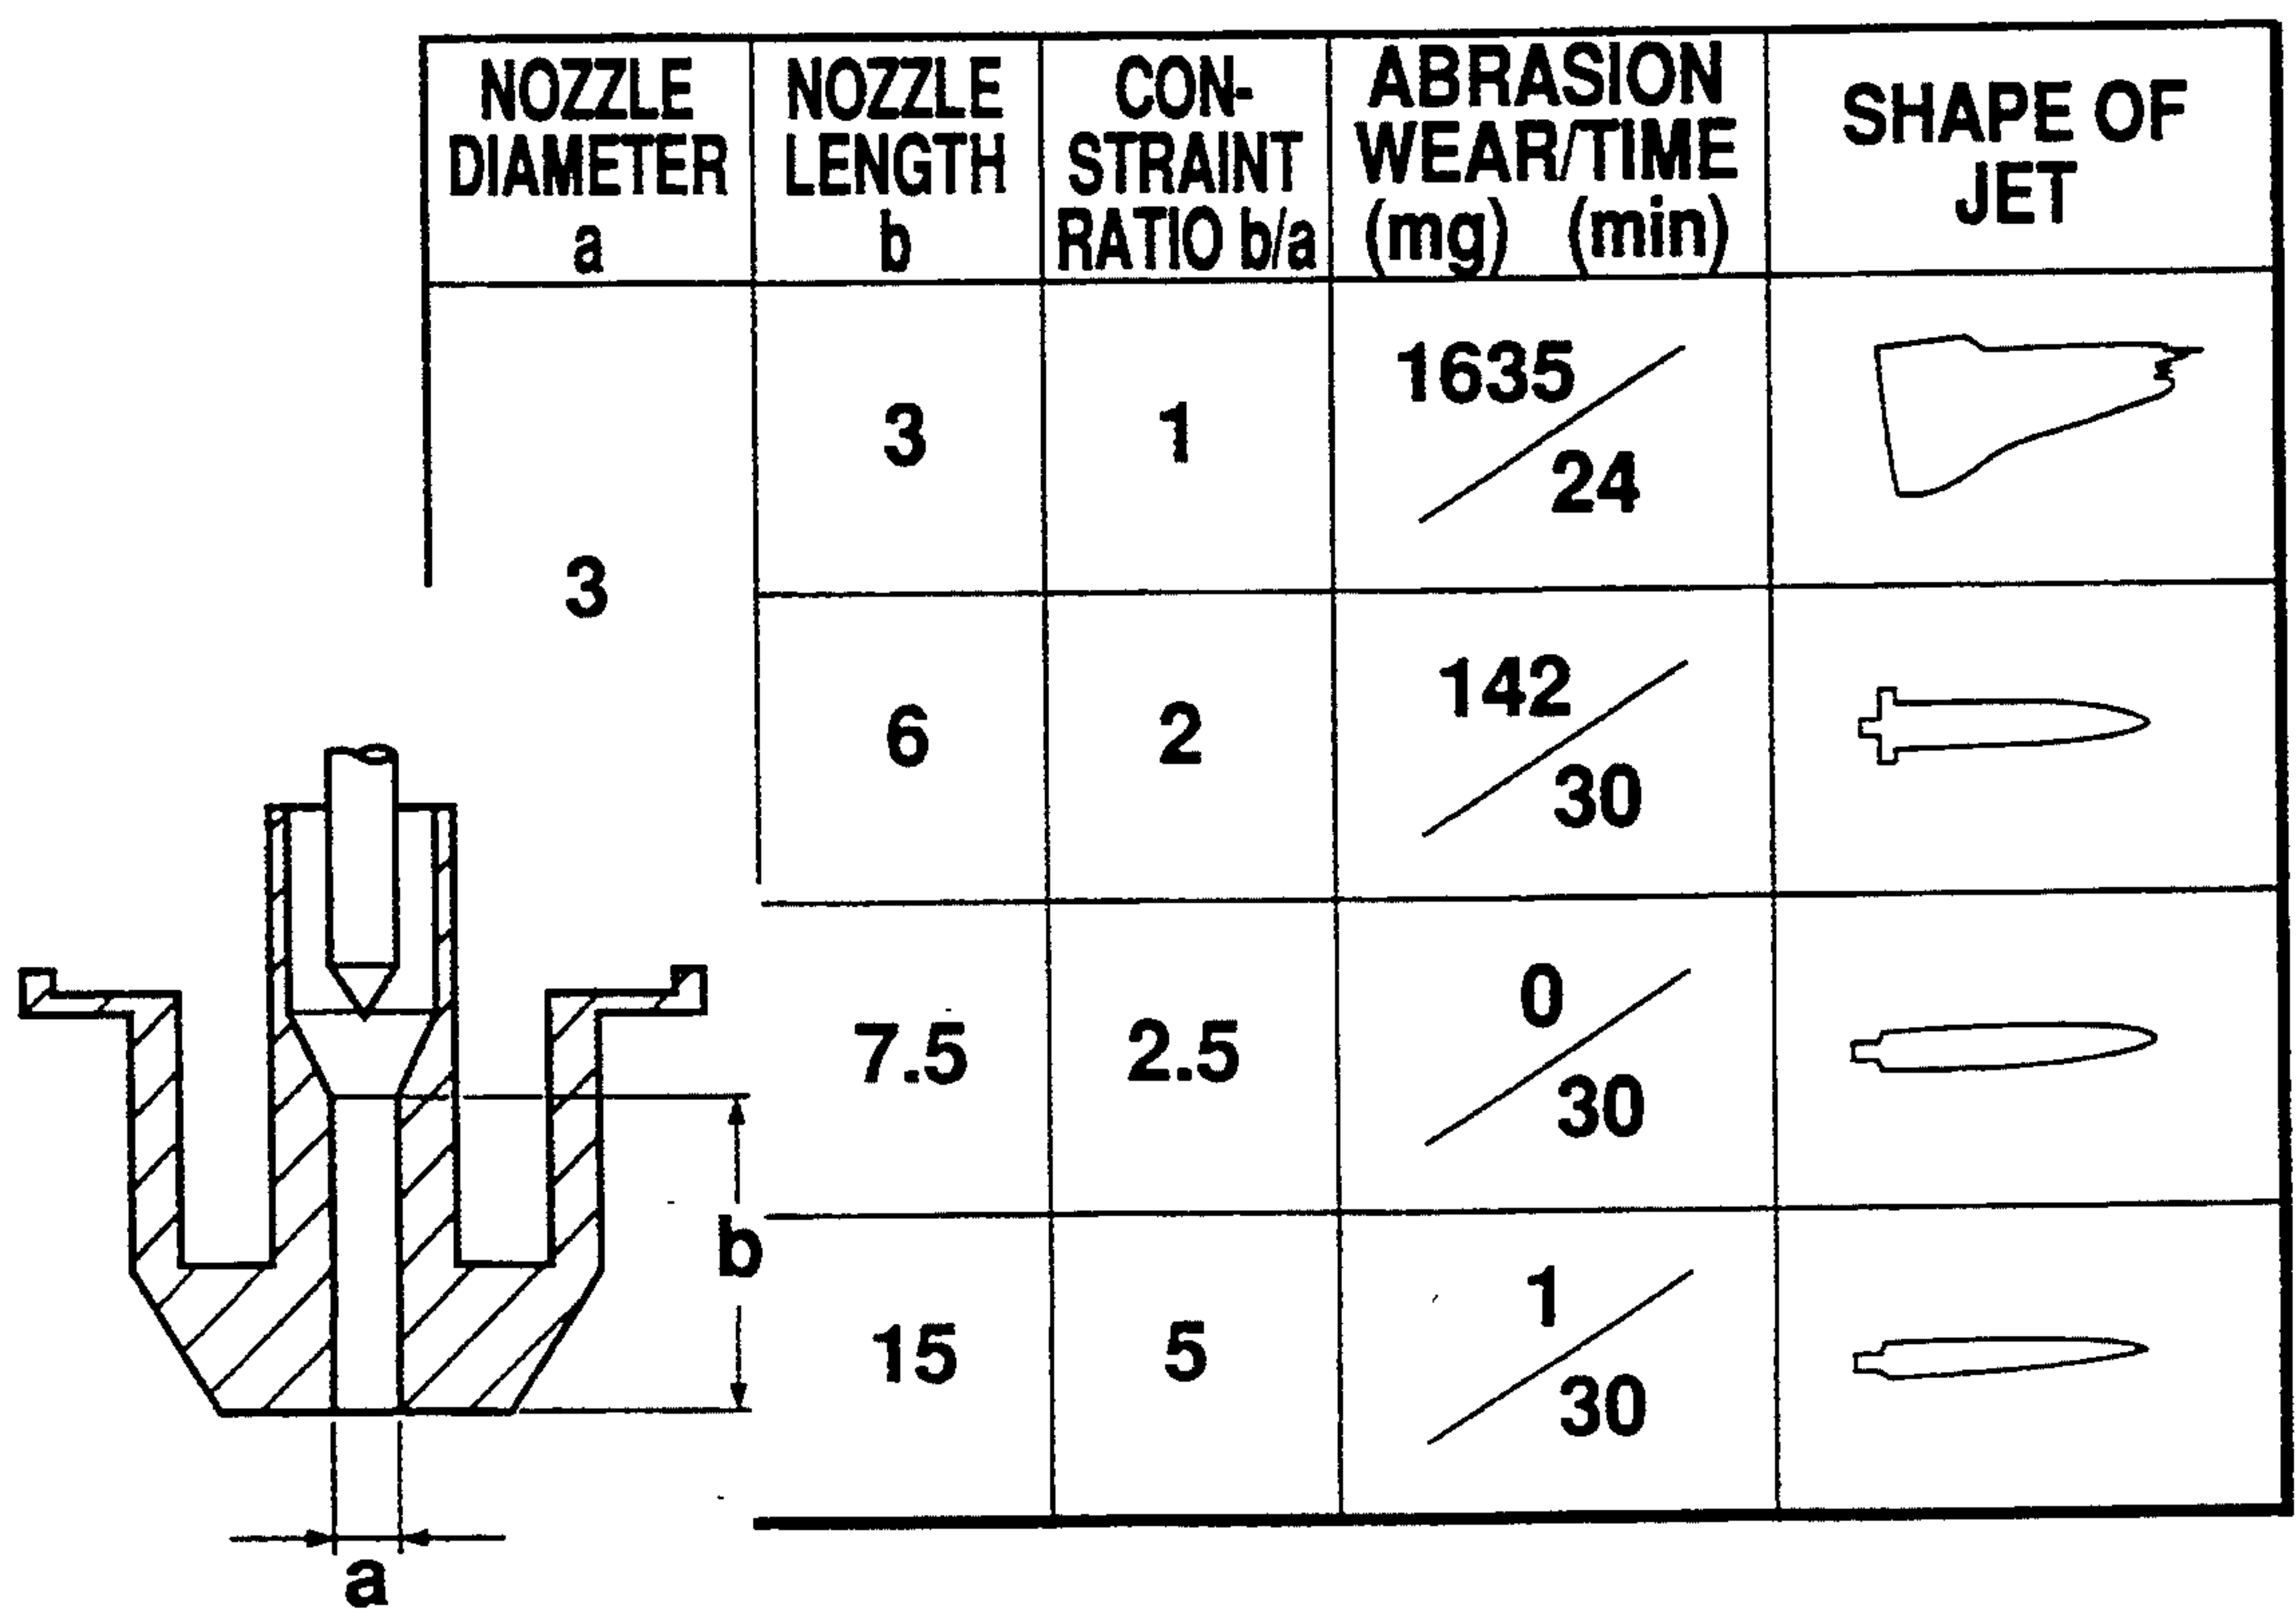 NOZZLE DIAMETER a
NOZZLE LENGTH b
CON-STRAINT RATIO b/a
ABRASION WEAR/TIME (mg) (min)
SHAPE OF JET
3
3
1
1635
24
6
2
142
30
7.5
2.5
0
30
15
5
1
30
b
a